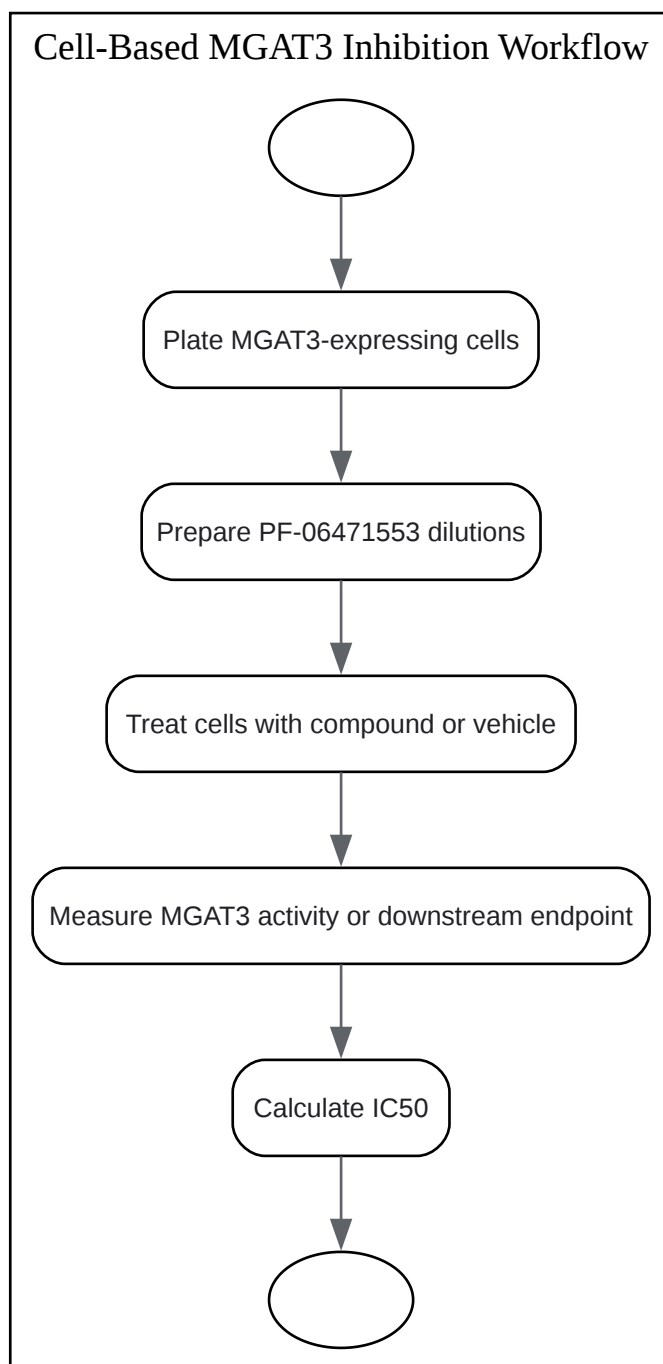 Cell-Based MGAT3 Inhibition Workflow
Plate MGAT3-expressing cells
Prepare PF-06471553 dilutions
Treat cells with compound or vehicle
Measure MGAT3 activity or downstream endpoint
Calculate IC50